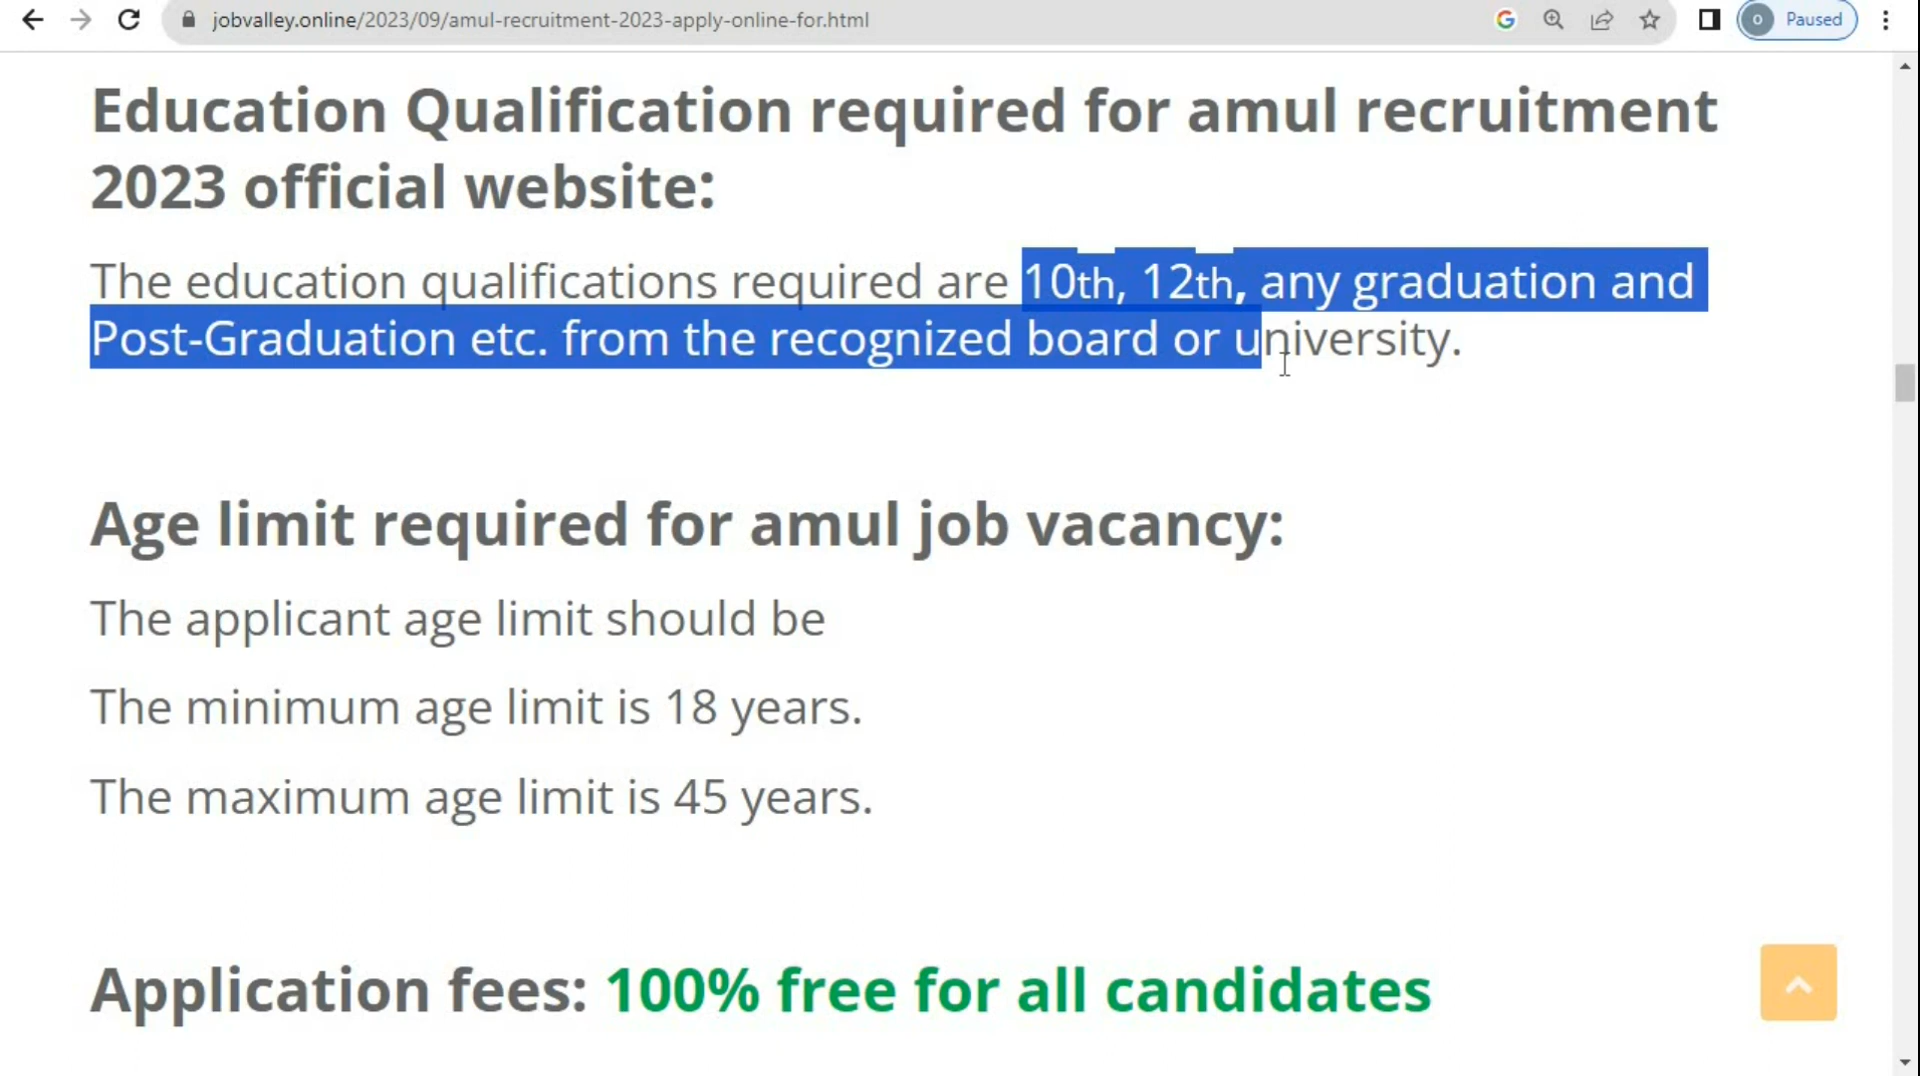 jobvalley.online/2023/09/amul-recruitment-2023-apply-online-for.html
o Paused
Education Qualification required for amul recruitment
2023 official website:
The education qualifications required are 10th, 12th, any graduation and
Post-Graduation etc. from the recognized board or university.
Age limit required for amul job vacancy:
The applicant age limit should be
The minimum age limit is 18 years.
The maximum age limit is 45 years.
Application fees: 100% free for all candidates